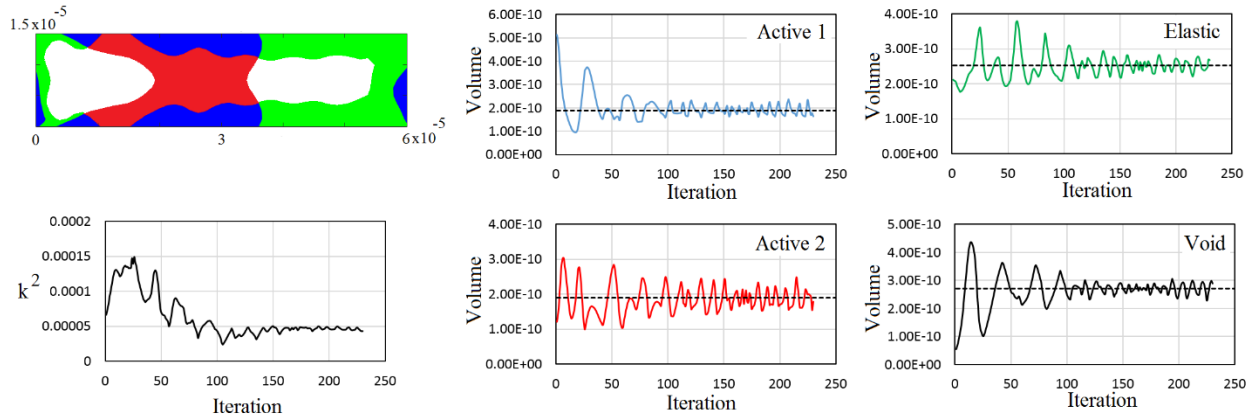 1.5x10^-5
0 3 6x10^-5
k^2
0.0002
0.00015
0.0001
0.00005
0
0 50 100 150 200 250
Iteration
Active 1
Volume
6.00E-10
5.00E-10
4.00E-10
3.00E-10
2.00E-10
1.00E-10
0.00E+00
0 50 100 150 200 250
Iteration
Active 2
Volume
4.00E-10
3.00E-10
2.00E-10
1.00E-10
0.00E+00
0 50 100 150 200 250
Iteration
Elastic
Volume
4.00E-10
3.00E-10
2.00E-10
1.00E-10
0.00E+00
0 50 100 150 200 250
Iteration
Void
Volume
5.00E-10
4.00E-10
3.00E-10
2.00E-10
1.00E-10
0.00E+00
0 50 100 150 200 250
Iteration